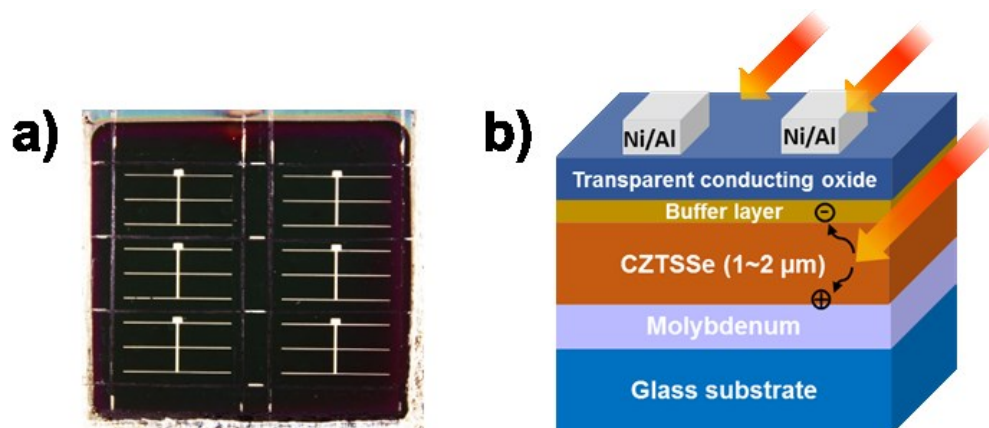 a)
b)
Ni/Al
Ni/Al
Transparent conducting oxide
Buffer layer
−
CZTSSe (1~2 μm)
+
Molybdenum
Glass substrate